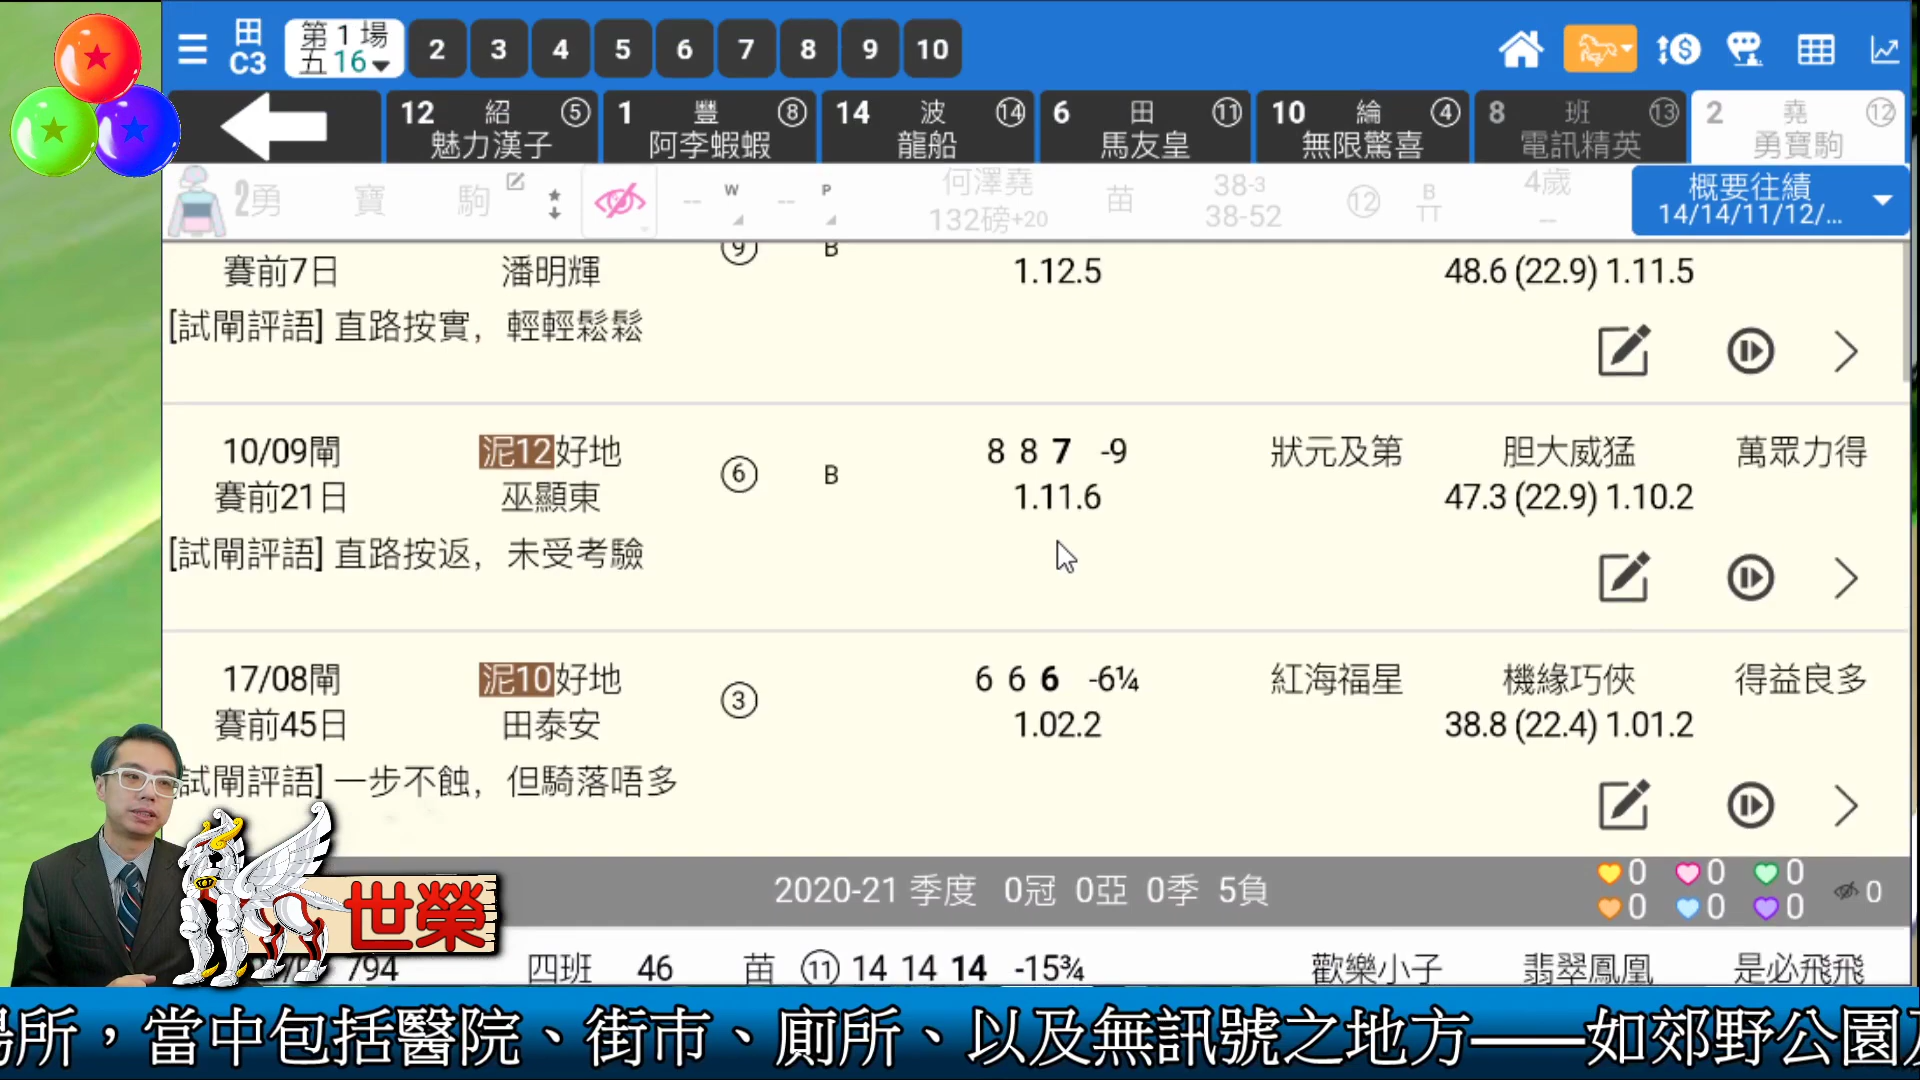 田
C3
第 1 場
五 16
2 3 4 5 6 7 8 9 10
12 紹 ⑤
魅力漢子
1 豐 ⑧
阿李蝦蝦
14 波 ⑭
龍船
6 田 ⑪
馬友皇
10 綸 ④
無限驚喜
8 班 ⑬
電訊精英
2 堯 ⑫
勇寶駒
2勇 寶 駒
-- W -- P
何澤堯
132磅+20
苗
38-3
38-52
⑫
B
TT
4歲
--
概要往績
14/14/11/12/...
賽前7日 潘明輝 ⑨ B 1.12.5 48.6 (22.9) 1.11.5
[試閘評語] 直路按實，輕輕鬆鬆
10/09閘 泥12好地 ⑥ B 8 8 7 -9 狀元及第 胆大威猛 萬眾力得
賽前21日 巫顯東 1.11.6 47.3 (22.9) 1.10.2
[試閘評語] 直路按返，未受考驗
17/08閘 泥10好地 ③ 6 6 6 -6¼ 紅海福星 機緣巧俠 得益良多
賽前45日 田泰安 1.02.2 38.8 (22.4) 1.01.2
試閘評語] 一步不蝕，但騎落唔多
2020-21 季度 0冠 0亞 0季 5負
0 0 0
0 0 0
0
世榮
794 四班 46 苗 ⑪ 14 14 14 -15¾ 歡樂小子 翡翠鳳凰 是必飛飛
場所，當中包括醫院、街市、廁所、以及無訊號之地方——如郊野公園及